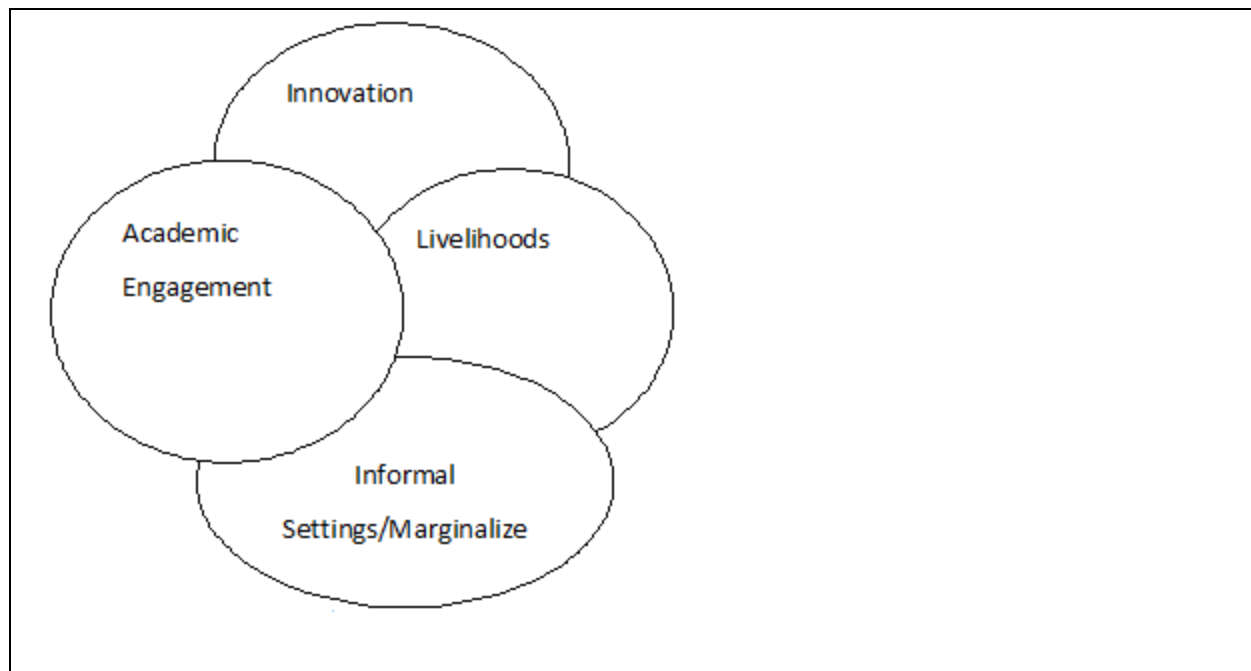 Innovation
Academic
Engagement
Livelihoods
Informal
Settings/Marginalize